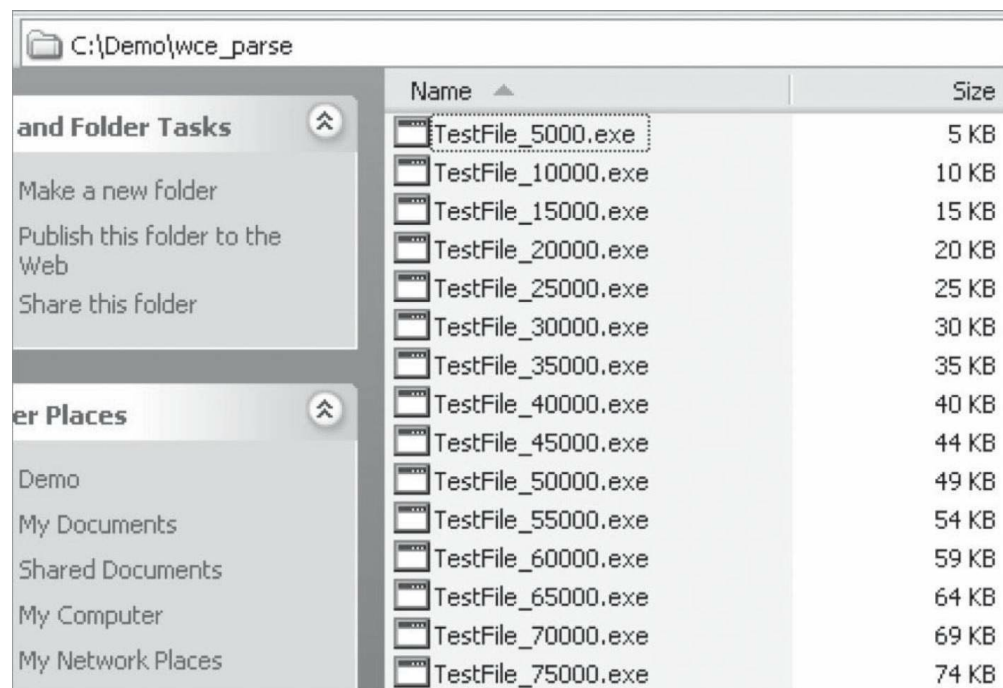 C:\Demo\wce_parse
and Folder Tasks
Make a new folder
Publish this folder to the
Web
Share this folder
er Places
Demo
My Documents
Shared Documents
My Computer
My Network Places
Name Size
TestFile_5000.exe 5 KB
TestFile_10000.exe 10 KB
TestFile_15000.exe 15 KB
TestFile_20000.exe 20 KB
TestFile_25000.exe 25 KB
TestFile_30000.exe 30 KB
TestFile_35000.exe 35 KB
TestFile_40000.exe 40 KB
TestFile_45000.exe 44 KB
TestFile_50000.exe 49 KB
TestFile_55000.exe 54 KB
TestFile_60000.exe 59 KB
TestFile_65000.exe 64 KB
TestFile_70000.exe 69 KB
TestFile_75000.exe 74 KB